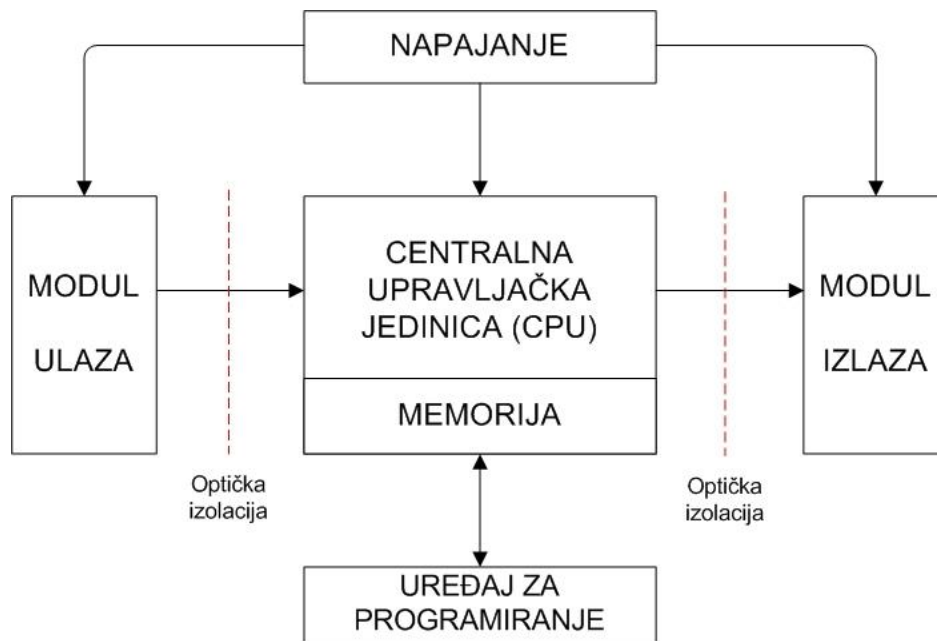 NAPAJANJE
MODUL
ULAZA
CENTRALNA
UPRAVLJAČKA
JEDINICA (CPU)
MEMORIJA
MODUL
IZLAZA
Optička
izolacija
Optička
izolacija
UREĐAJ ZA
PROGRAMIRANJE